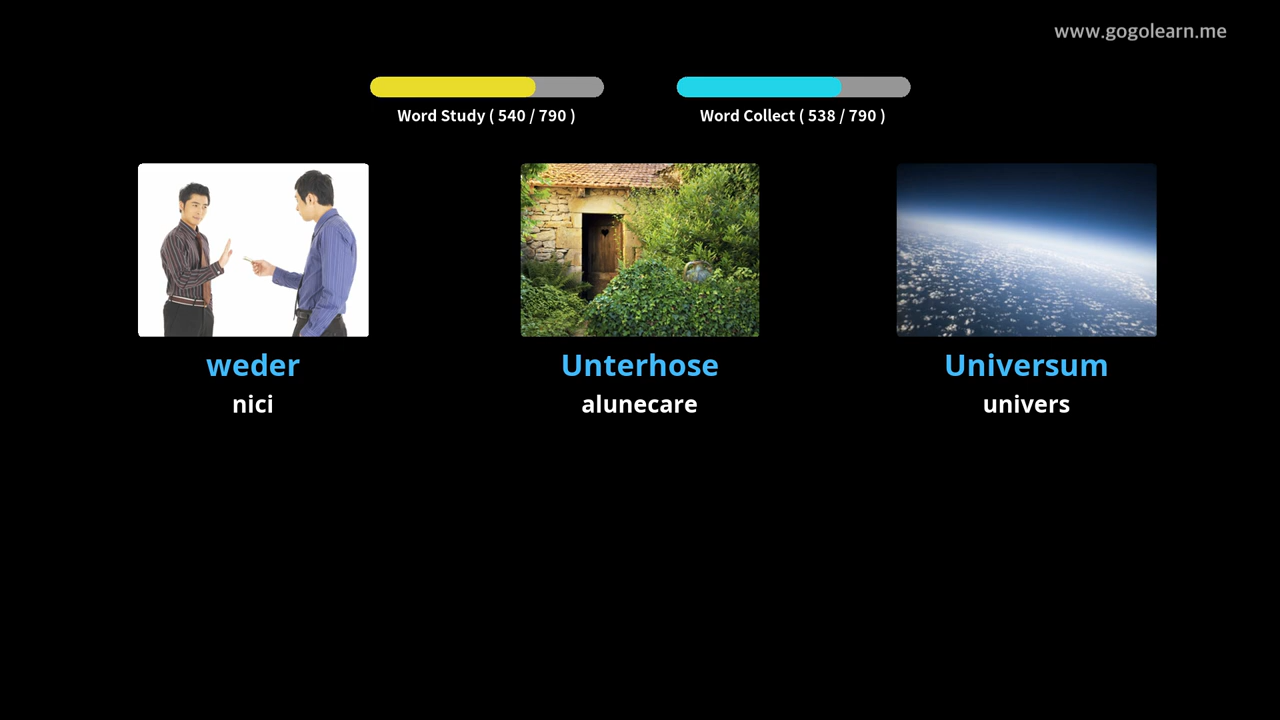 www.gogolearn.me
Word Study ( 540 / 790 )
Word Collect ( 538 / 790 )
weder
nici
Unterhose
alunecare
Universum
univers